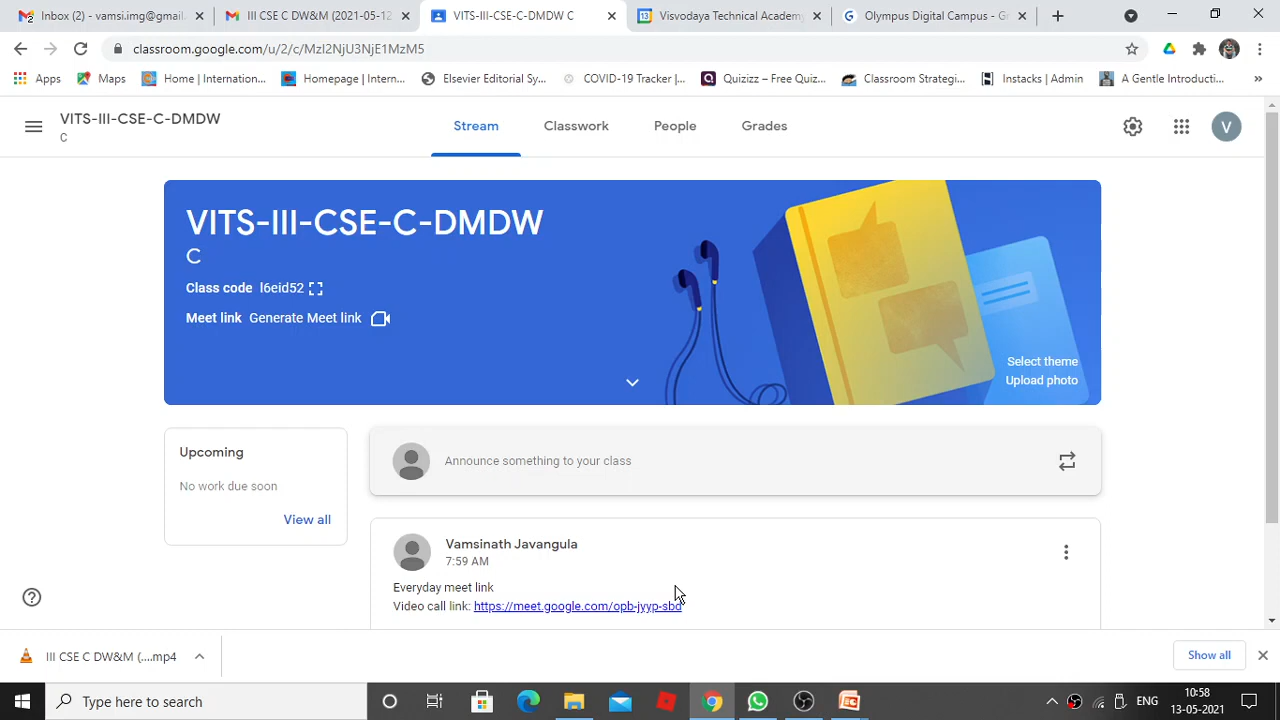 Inbox (2) - vamsi.img@gmail.
III CSE C DW&M (2021-05-12
VITS-III-CSE-C-DMDW C
Visvodaya Technical Academy
Olympus Digital Campus - Ge
classroom.google.com/u/2/c/MzI2NjU3NjE1MzM5
Apps
Maps
Home | Internation...
Homepage | Intern...
Elsevier Editorial Sy...
COVID-19 Tracker |...
Quizizz – Free Quiz...
Classroom Strategi...
Instacks | Admin
A Gentle Introducti...
»
VITS-III-CSE-C-DMDW
C
Stream
Classwork
People
Grades
V
VITS-III-CSE-C-DMDW
C
Class code l6eid52
Meet link Generate Meet link
Select theme
Upload photo
Upcoming
No work due soon
View all
Announce something to your class
Vamsinath Javangula
7:59 AM
Everyday meet link
Video call link: https://meet.google.com/opb-jyyp-sbd
III CSE C DW&M (....mp4
Show all
Type here to search
ENG
10:58
13-05-2021